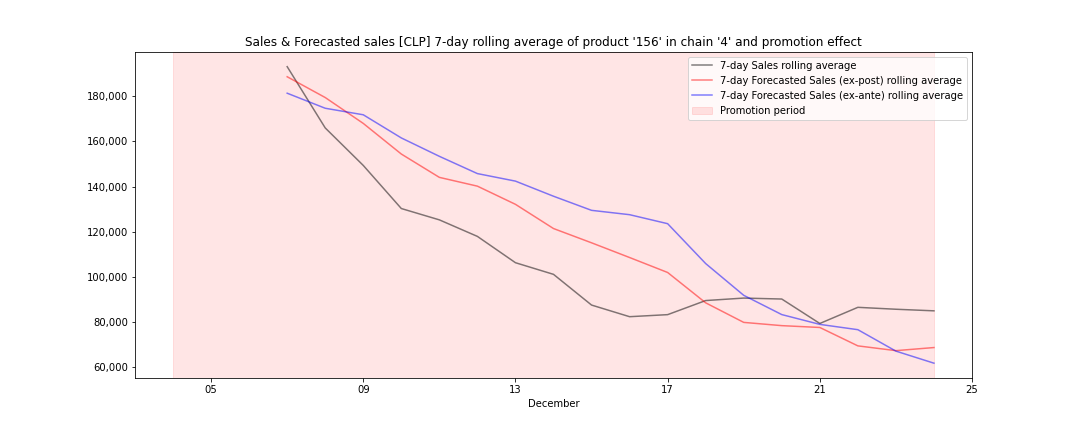 Sales & Forecasted sales [CLP] 7-day rolling average of product '156' in chain '4' and promotion effect
7-day Sales rolling average
7-day Forecasted Sales (ex-post) rolling average
7-day Forecasted Sales (ex-ante) rolling average
Promotion period
180,000
160,000
140,000
120,000
100,000
80,000
60,000
05 09 13 17 21 25
December